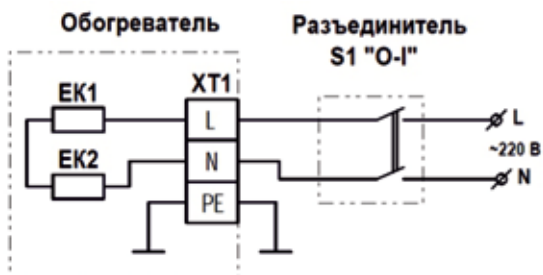 Обогреватель
Разъединитель
S1 "O-I"
XT1
EK1
L
L
~220 В
EK2
N
N
PE